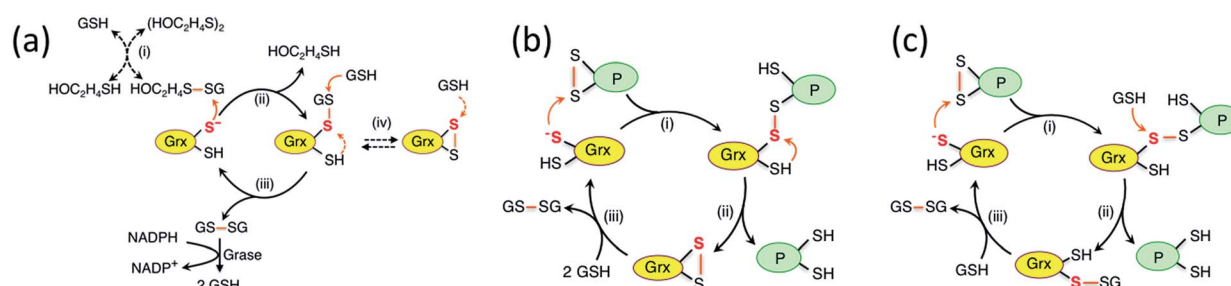 (a)
GSH
(HOC₂H₄S)₂
(i)
HOC₂H₄SH
HOC₂H₄S–SG
HOC₂H₄SH
(ii)
GSH
GS
S⁻
Grx
SH
S
Grx
SH
(iv)
GSH
S
Grx
S
(iii)
GS–SG
NADPH
Grase
NADP⁺
2 GSH
(b)
S
S
P
(i)
⁻S
HS
Grx
HS
P
S
S
Grx
SH
(ii)
(iii)
GS–SG
2 GSH
Grx
S
S
P
SH
SH
(c)
S
S
P
(i)
⁻S
HS
Grx
GSH
HS
P
S–S
Grx
SH
(ii)
(iii)
GS–SG
GSH
Grx
SH
S–SG
P
SH
SH